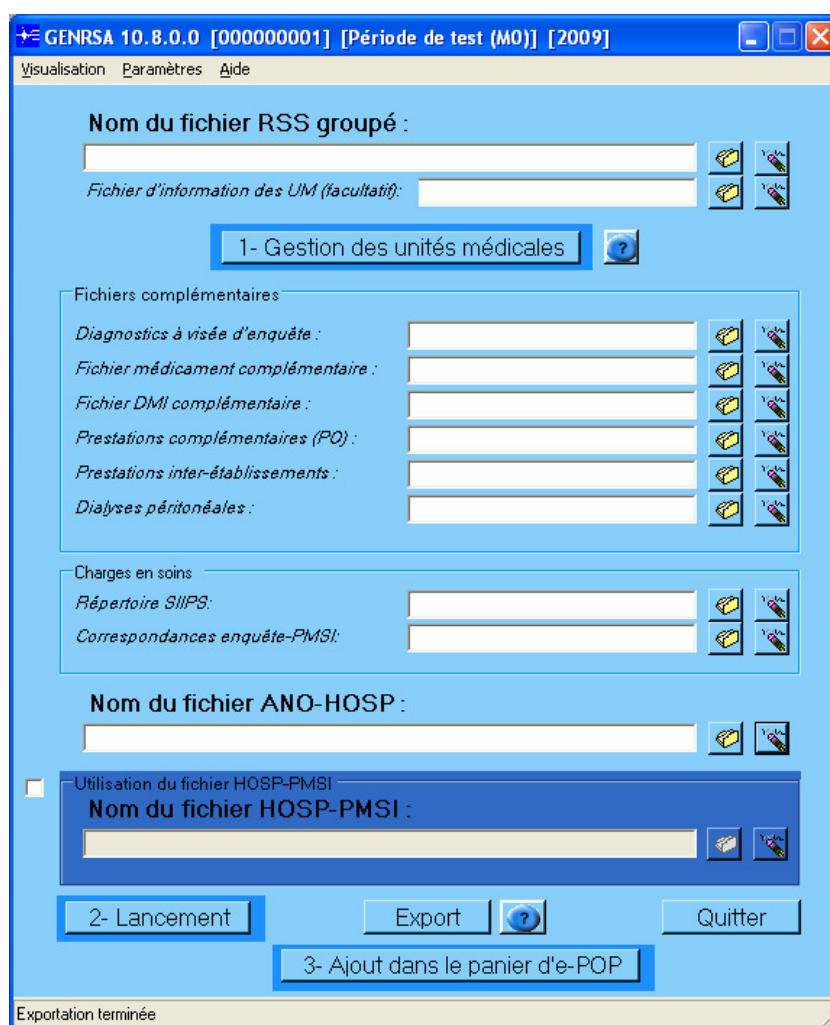 GENRSA 10.8.0.0 [000000001] [Période de test (M0)] [2009]
Visualisation Paramètres Aide
Nom du fichier RSS groupé :
Fichier d'information des UM (facultatif):
1- Gestion des unités médicales ?
Fichiers complémentaires
Diagnostics à visée d'enquête :
Fichier médicament complémentaire :
Fichier DMI complémentaire :
Prestations complémentaires (PO) :
Prestations inter-établissements :
Dialyses péritonéales :
Charges en soins
Répertoire SIIPS:
Correspondances enquête-PMSI:
Nom du fichier ANO-HOSP :
Utilisation du fichier HOSP-PMSI
Nom du fichier HOSP-PMSI :
2- Lancement Export ? Quitter
3- Ajout dans le panier d'e-POP
Exportation terminée